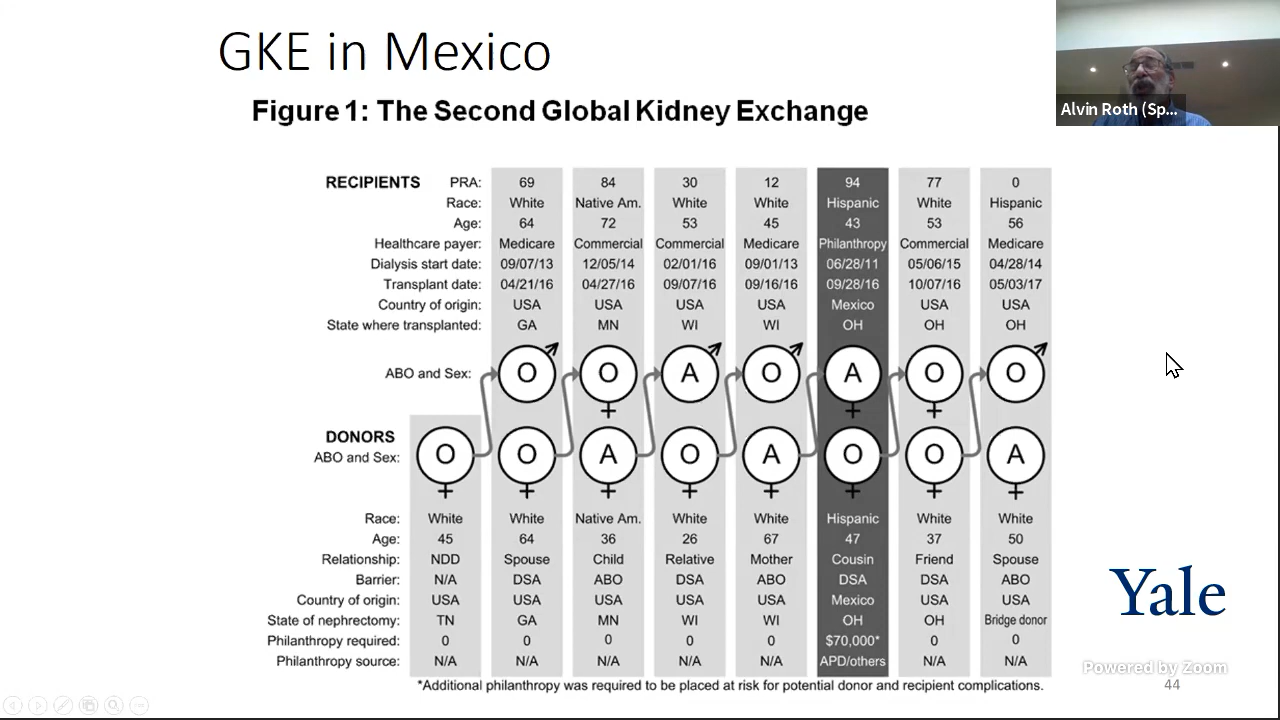 GKE in Mexico
Alvin Roth (Sp...
Figure 1: The Second Global Kidney Exchange
RECIPIENTS PRA: 69 84 30 12 94 77 0
Race: White Native Am. White White Hispanic White Hispanic
Age: 64 72 53 45 43 53 56
Healthcare payer: Medicare Commercial Commercial Medicare Philanthropy Commercial Medicare
Dialysis start date: 09/07/13 12/05/14 02/01/16 09/01/13 06/28/11 05/06/15 04/28/14
Transplant date: 04/21/16 04/27/16 09/07/16 09/16/16 09/28/16 10/07/16 05/03/17
Country of origin: USA USA USA USA Mexico USA USA
State where transplanted: GA MN WI WI OH OH OH
ABO and Sex: O O A O A O O
DONORS
ABO and Sex: O O A O A O O A
Race: White White Native Am. White White Hispanic White White
Age: 45 64 36 26 67 47 37 50
Relationship: NDD Spouse Child Relative Mother Cousin Friend Spouse
Barrier: N/A DSA ABO DSA ABO DSA DSA ABO
Country of origin: USA USA USA USA USA Mexico USA USA
State of nephrectomy: TN GA MN WI WI OH OH Bridge donor
Philanthropy required: 0 0 0 0 0 $70,000* 0 0
Philanthropy source: N/A N/A N/A N/A N/A APD/others N/A N/A
*Additional philanthropy was required to be placed at risk for potential donor and recipient complications.
Yale
Powered by Zoom
44